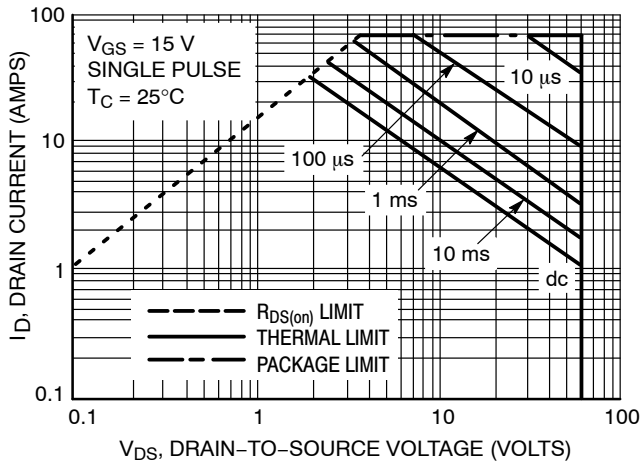 100
10
1
0.1
I_D, DRAIN CURRENT (AMPS)
V_GS = 15 V
SINGLE PULSE
T_C = 25°C
10 µs
100 µs
1 ms
10 ms
dc
R_DS(on) LIMIT
THERMAL LIMIT
PACKAGE LIMIT
0.1
1
10
100
V_DS, DRAIN−TO−SOURCE VOLTAGE (VOLTS)